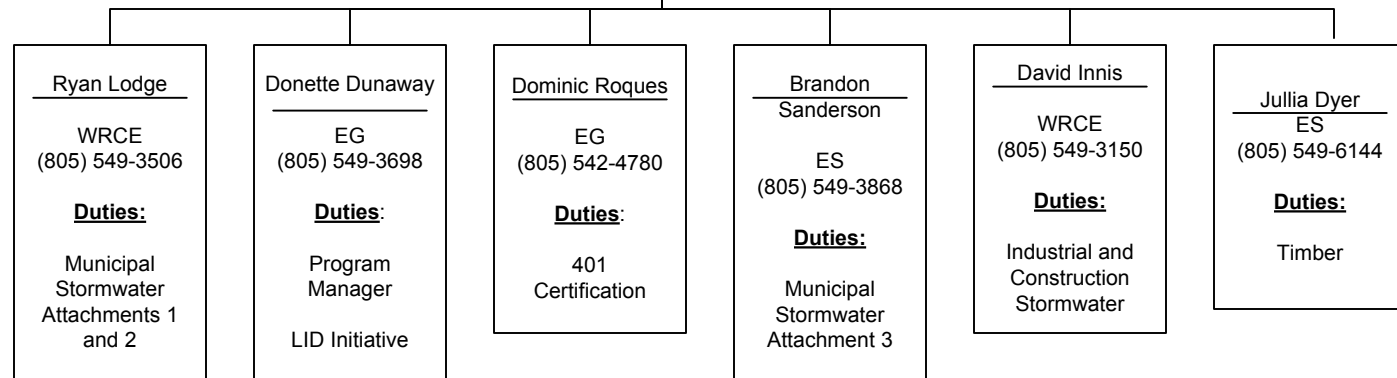 Ryan Lodge
WRCE
(805) 549-3506
Duties:
Municipal
Stormwater
Attachments 1
and 2
Donette Dunaway
EG
(805) 549-3698
Duties:
Program
Manager
LID Initiative
Dominic Roques
EG
(805) 542-4780
Duties:
401
Certification
Brandon
Sanderson
ES
(805) 549-3868
Duties:
Municipal
Stormwater
Attachment 3
David Innis
WRCE
(805) 549-3150
Duties:
Industrial and
Construction
Stormwater
Jullia Dyer
ES
(805) 549-6144
Duties:
Timber